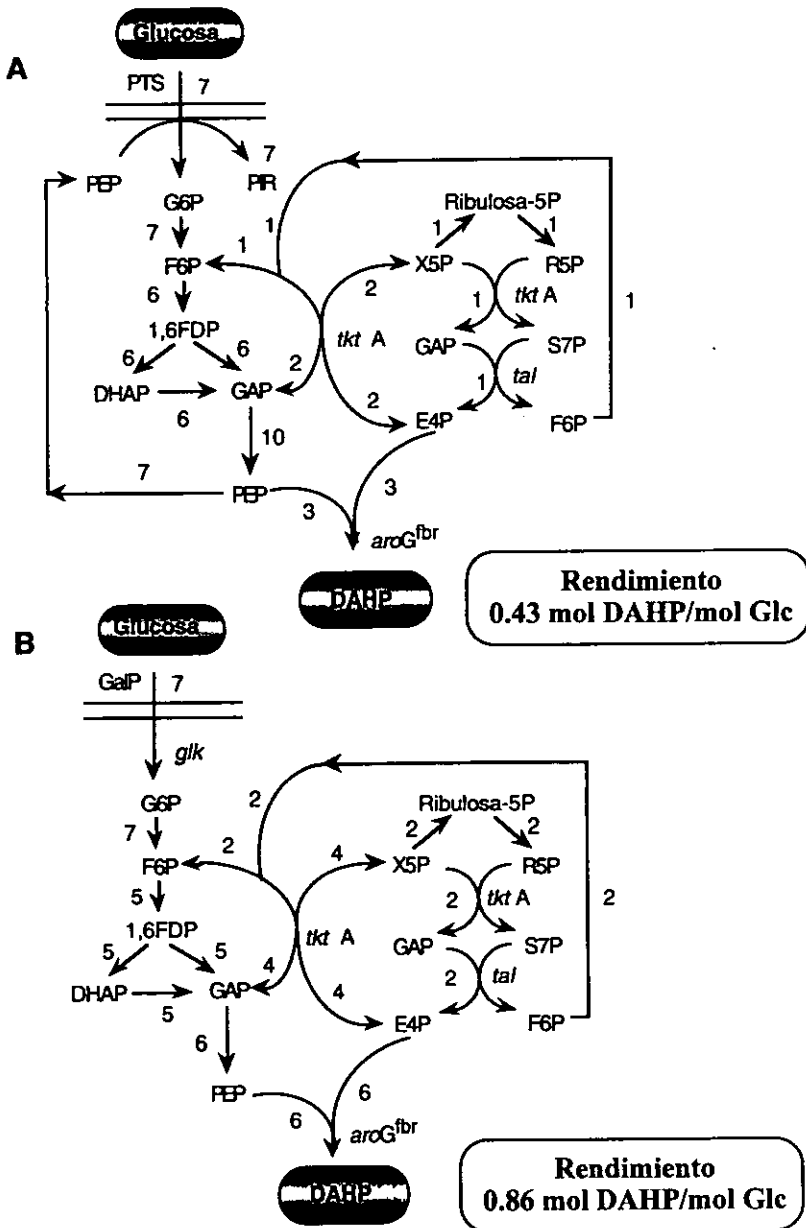 A
Glucosa
PTS
7
PEP
7
PIR
G6P
Ribulosa-5P
7
1
1
1
F6P
1
2
X5P
R5P
6
1
tkt A
1
1,6FDP
6
6
2
tkt A
GAP
S7P
DHAP
6
GAP
2
1
tal
10
E4P
F6P
7
PEP
3
3
aroG^fbr
DAHP
Rendimiento
0.43 mol DAHP/mol Glc
B
Glucosa
GalP
7
glk
G6P
2
Ribulosa-5P
7
2
2
F6P
2
4
X5P
R5P
5
2
tkt A
2
1,6FDP
5
5
4
tkt A
GAP
S7P
DHAP
5
GAP
4
2
tal
6
E4P
F6P
PEP
6
6
aroG^fbr
DAHP
Rendimiento
0.86 mol DAHP/mol Glc